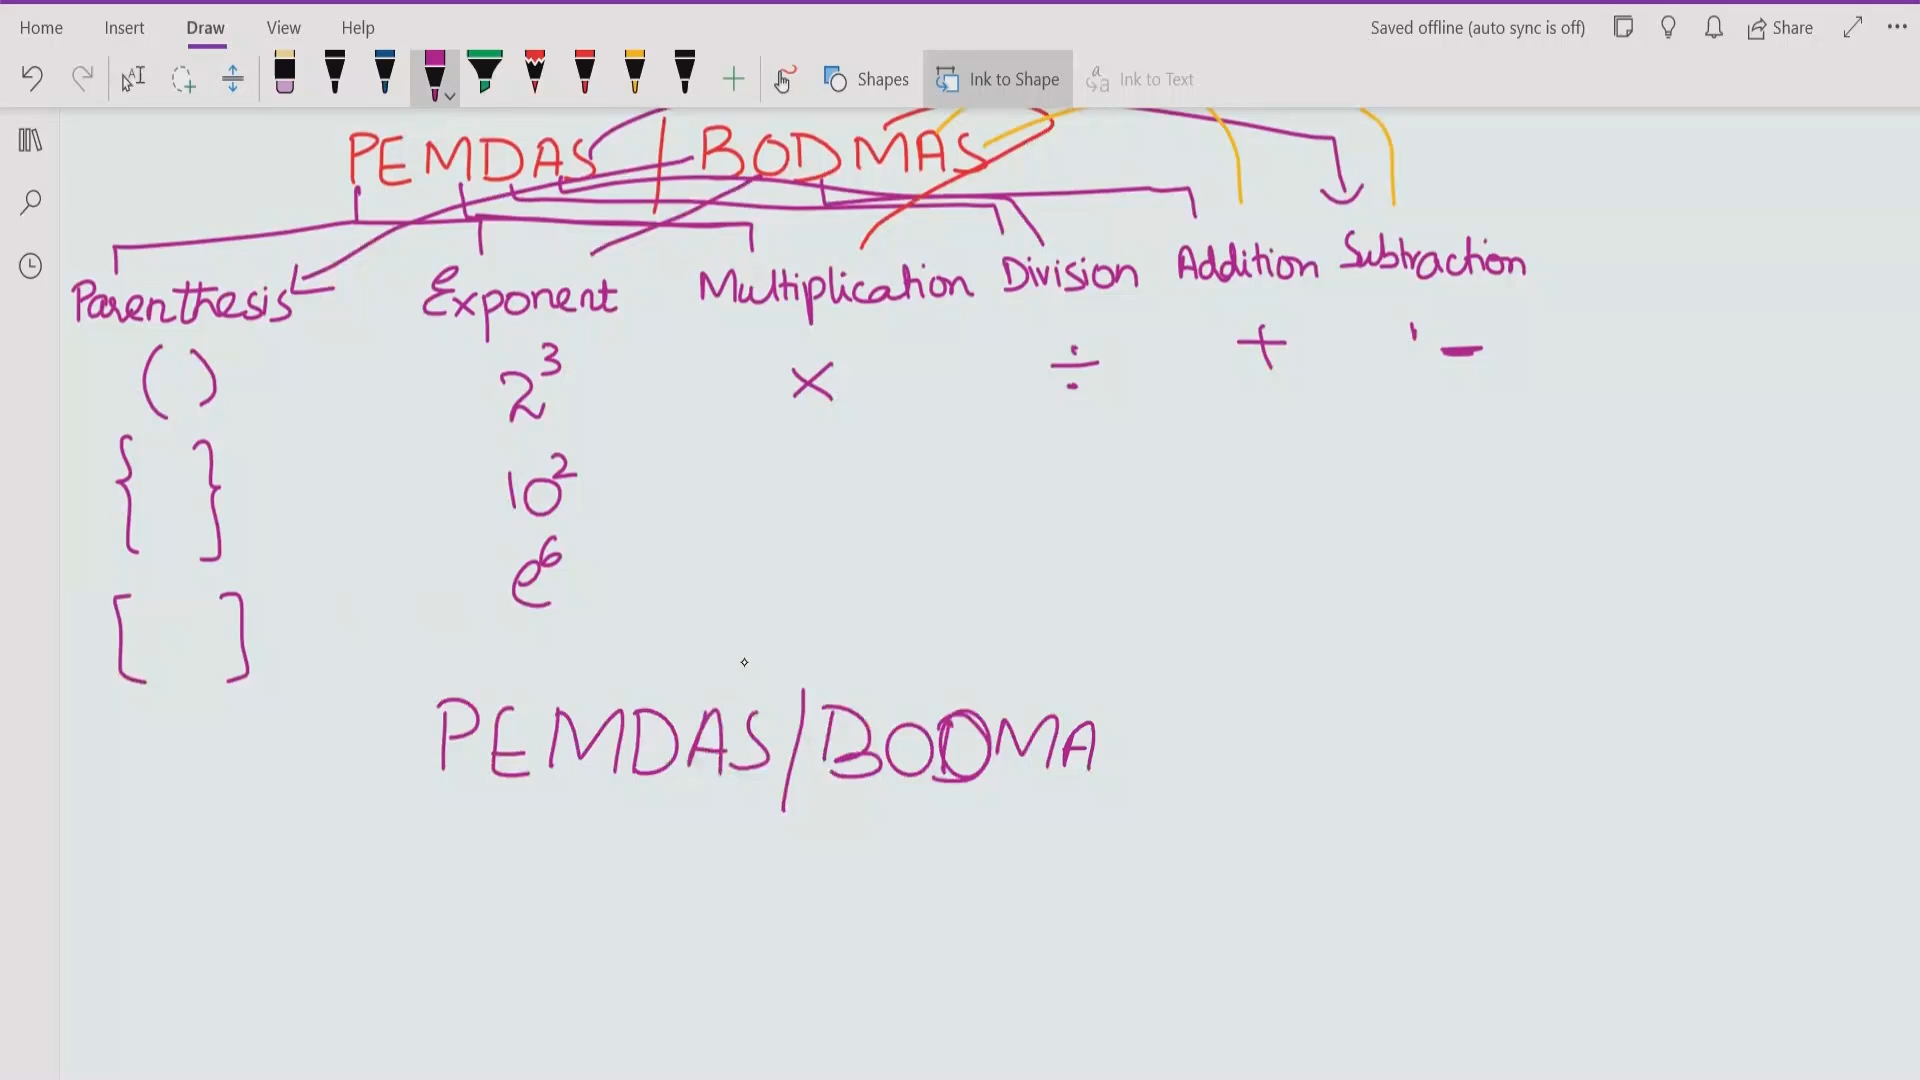 Home Insert Draw View Help Saved offline (auto sync is off) Share
Shapes Ink to Shape Ink to Text
PEMDAS | BODMAS
Parenthesis Exponent Multiplication Division Addition Subtraction
( ) 2³ × ÷ + -
{ } 10²
e⁶
[ ]
PEMDAS/BODMA